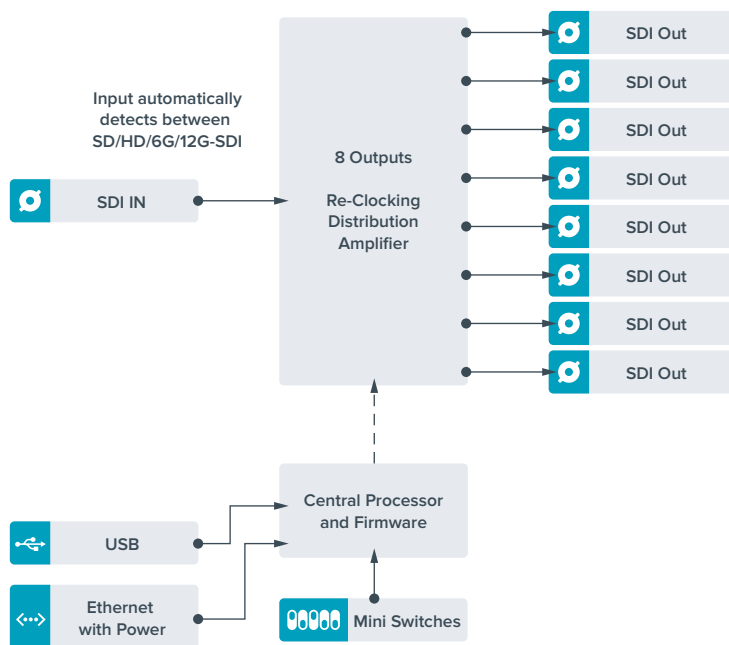 Input automatically
detects between
SD/HD/6G/12G-SDI
SDI IN
8 Outputs
Re-Clocking
Distribution
Amplifier
SDI Out
SDI Out
SDI Out
SDI Out
SDI Out
SDI Out
SDI Out
SDI Out
Central Processor
and Firmware
USB
Ethernet
with Power
Mini Switches